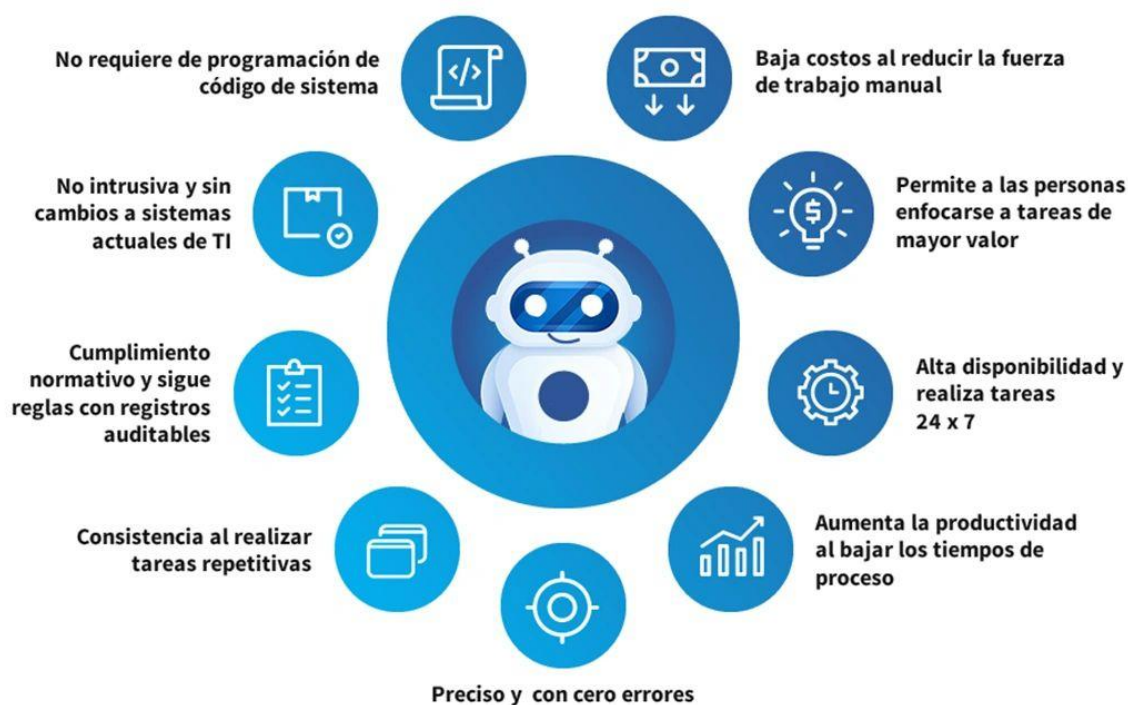 No requiere de programación de
código de sistema
Baja costos al reducir la fuerza
de trabajo manual
Permite a las personas
enfocarse a tareas de
mayor valor
Alta disponibilidad y
realiza tareas
24 x 7
Aumenta la productividad
al bajar los tiempos de
proceso
Preciso y con cero errores
Consistencia al realizar
tareas repetitivas
Cumplimiento
normativo y sigue
reglas con registros
auditables
No intrusiva y sin
cambios a sistemas
actuales de TI